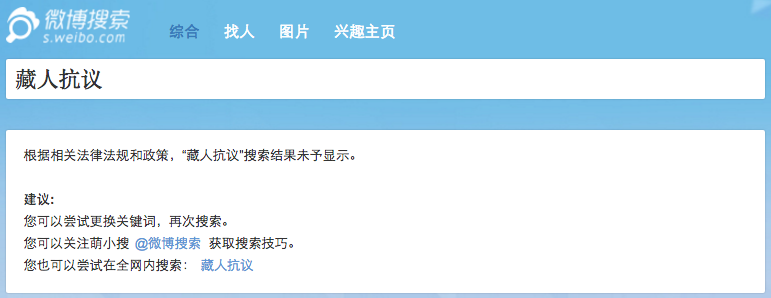 微博搜索
s.weibo.com
综合 找人 图片 兴趣主页
藏人抗议
根据相关法律法规和政策，“藏人抗议”搜索结果未予显示。
建议:
您可以尝试更换关键词，再次搜索。
您可以关注萌小搜 @微博搜索 获取搜索技巧。
您也可以尝试在全网内搜索： 藏人抗议